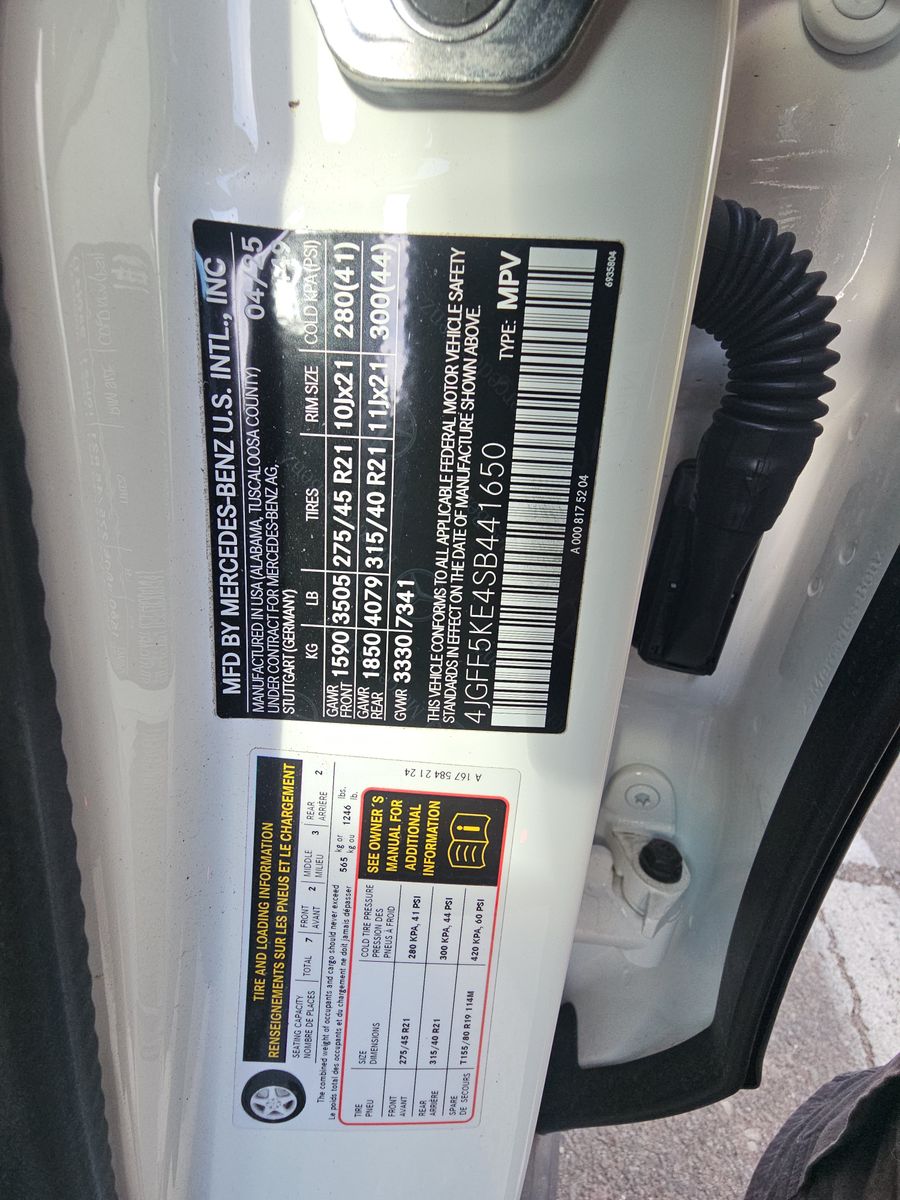 MFD BY MERCEDES-BENZ U.S. INTL., INC
MANUFACTURED IN USA (ALABAMA, TUSCALOOSA COUNTY) 04/25
UNDER CONTRACT FOR MERCEDES-BENZ AG,
STUTTGART (GERMANY)
KG LB TIRES RIM SIZE COLD KPA (PSI)
GAWR FRONT 1590 3505 275/45 R21 10Jx21 280(41)
GAWR REAR 1850 4079 315/40 R21 11Jx21 300(44)
GVWR 3330 7341
THIS VEHICLE CONFORMS TO ALL APPLICABLE FEDERAL MOTOR VEHICLE SAFETY
STANDARDS IN EFFECT ON THE DATE OF MANUFACTURE SHOWN ABOVE.
4JGFF5KE4SB441650 TYPE: MPV
A 000 817 52 04 6935804
TIRE AND LOADING INFORMATION
RENSEIGNEMENTS SUR LES PNEUS ET LE CHARGEMENT
SEATING CAPACITY TOTAL 7 FRONT 2 MIDDLE 3 REAR 2
NOMBRE DE PLACES AVANT MILIEU ARRIÈRE
The combined weight of occupants and cargo should never exceed 565 kg or 1246 lbs.
Le poids total des occupants et du chargement ne doit jamais dépasser kg ou lb.
TIRE SIZE COLD TIRE PRESSURE
PNEU DIMENSIONS PRESSION DES
PNEUS À FROID
FRONT 275/45 R21 280 KPA, 41 PSI
AVANT
REAR 315/40 R21 300 KPA, 44 PSI
ARRIÈRE
SPARE T155/80 R19 114M 420 KPA, 60 PSI
DE SECOURS
SEE OWNER'S
MANUAL FOR
ADDITIONAL
INFORMATION
A 167 584 21 24